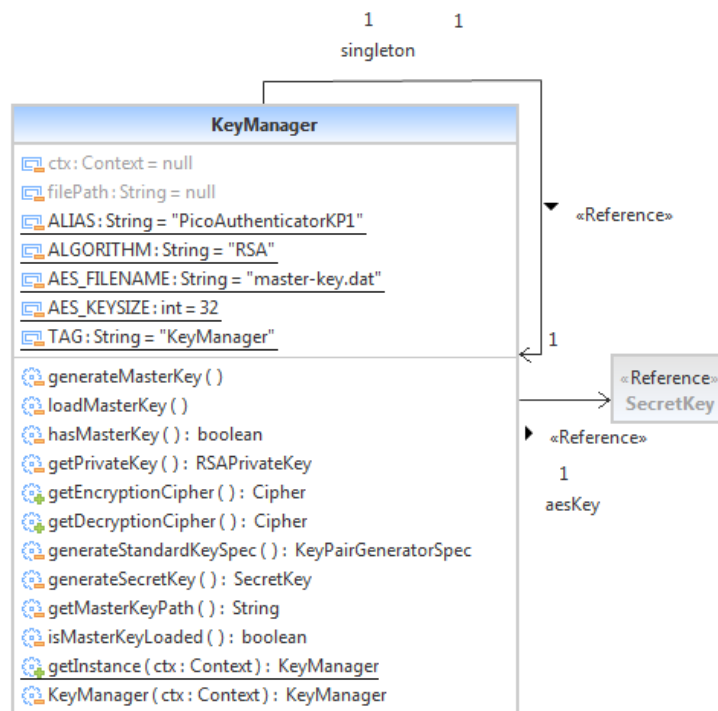 1 1
singleton
KeyManager
ctx : Context = null
filePath : String = null
ALIAS : String = "PicoAuthenticatorKP1"
ALGORITHM : String = "RSA"
AES_FILENAME : String = "master-key.dat"
AES_KEYSIZE : int = 32
TAG : String = "KeyManager"
«Reference»
1
generateMasterKey ( )
loadMasterKey ( )
hasMasterKey ( ) : boolean
getPrivateKey ( ) : RSAPrivateKey
getEncryptionCipher ( ) : Cipher
getDecryptionCipher ( ) : Cipher
generateStandardKeySpec ( ) : KeyPairGeneratorSpec
generateSecretKey ( ) : SecretKey
getMasterKeyPath ( ) : String
isMasterKeyLoaded ( ) : boolean
getInstance ( ctx : Context ) : KeyManager
KeyManager ( ctx : Context ) : KeyManager
«Reference»
SecretKey
«Reference»
1
aesKey